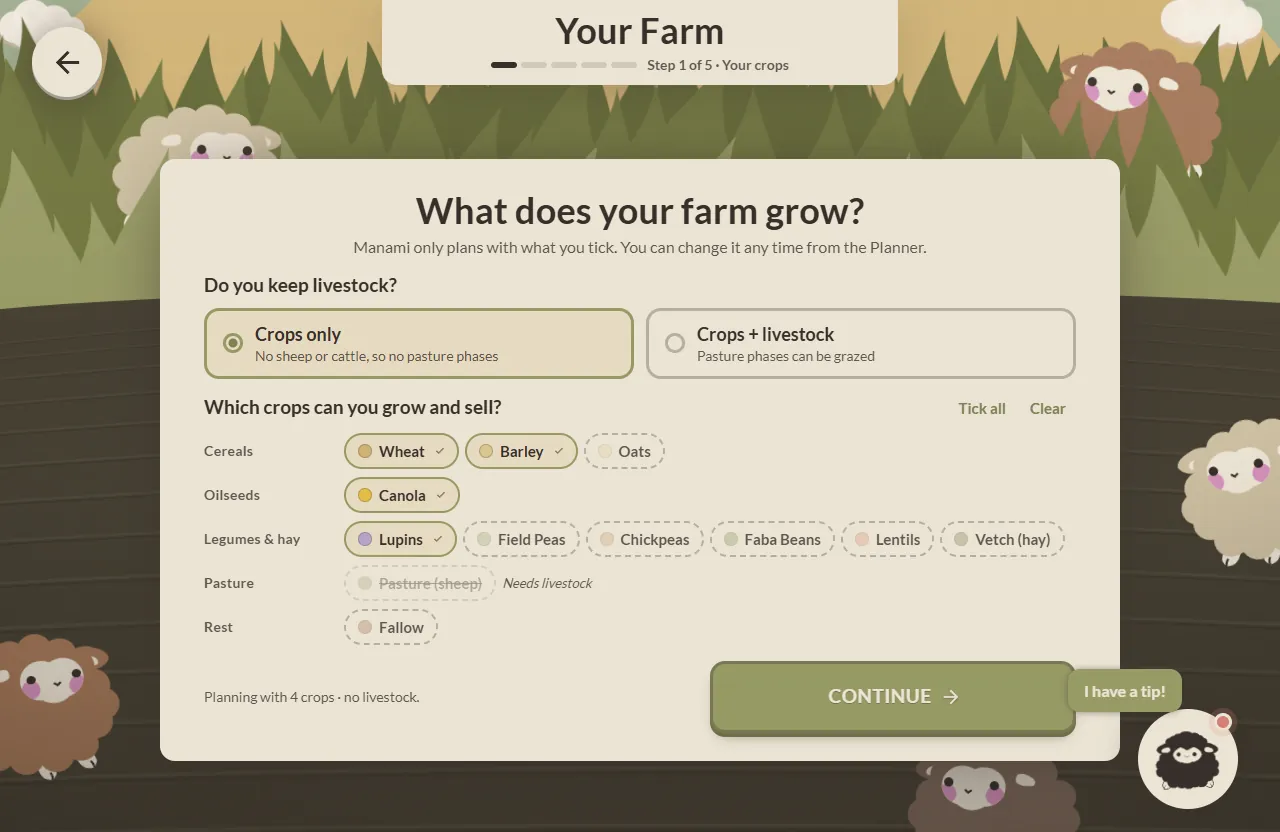 Your Farm
Step 1 of 5 · Your crops
What does your farm grow?
Manami only plans with what you tick. You can change it any time from the Planner.
Do you keep livestock?
Crops only
No sheep or cattle, so no pasture phases
Crops + livestock
Pasture phases can be grazed
Which crops can you grow and sell?
Tick all Clear
Cereals Wheat ✓ Barley ✓ Oats
Oilseeds Canola ✓
Legumes & hay Lupins ✓ Field Peas Chickpeas Faba Beans Lentils Vetch (hay)
Pasture Pasture (sheep) Needs livestock
Rest Fallow
Planning with 4 crops · no livestock.
CONTINUE →
I have a tip!